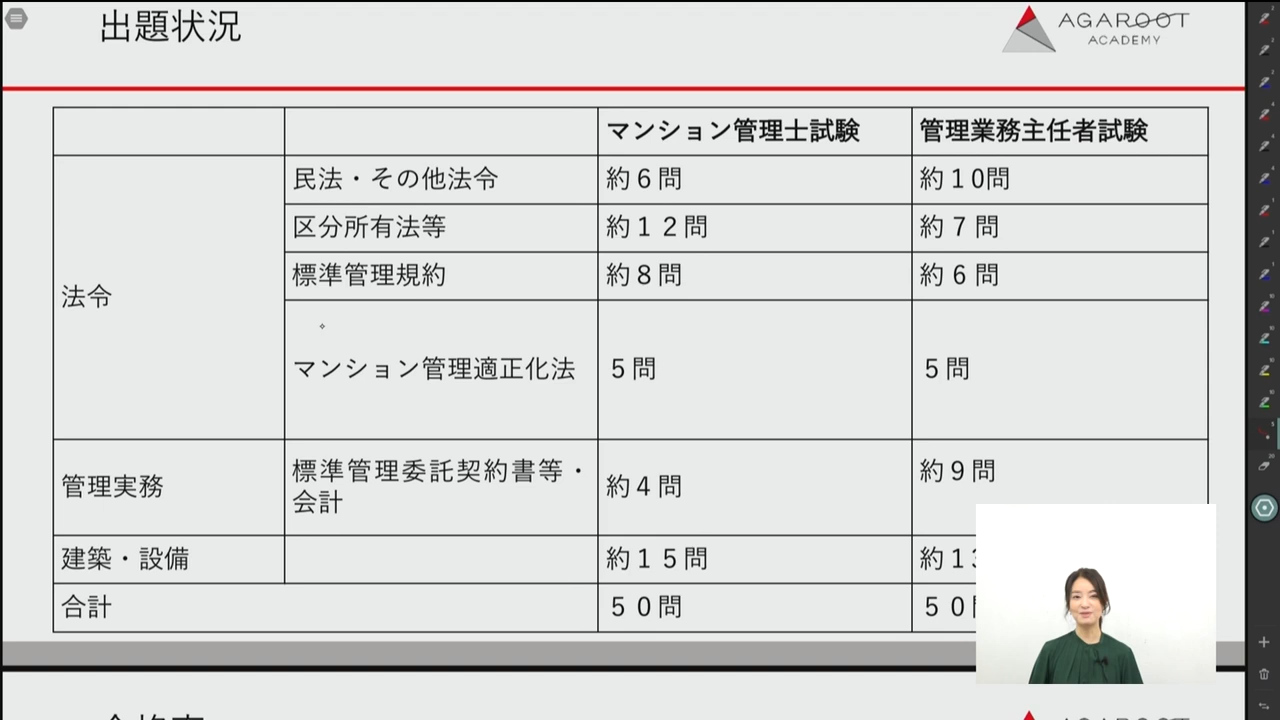 出題状況
AGAROOT
ACADEMY
マンション管理士試験
管理業務主任者試験
法令
民法・その他法令
約６問
約１０問
区分所有法等
約１２問
約７問
標準管理規約
約８問
約６問
マンション管理適正化法
５問
５問
管理実務
標準管理委託契約書等・
会計
約４問
約９問
建築・設備
約１５問
約１
合計
５０問
５０